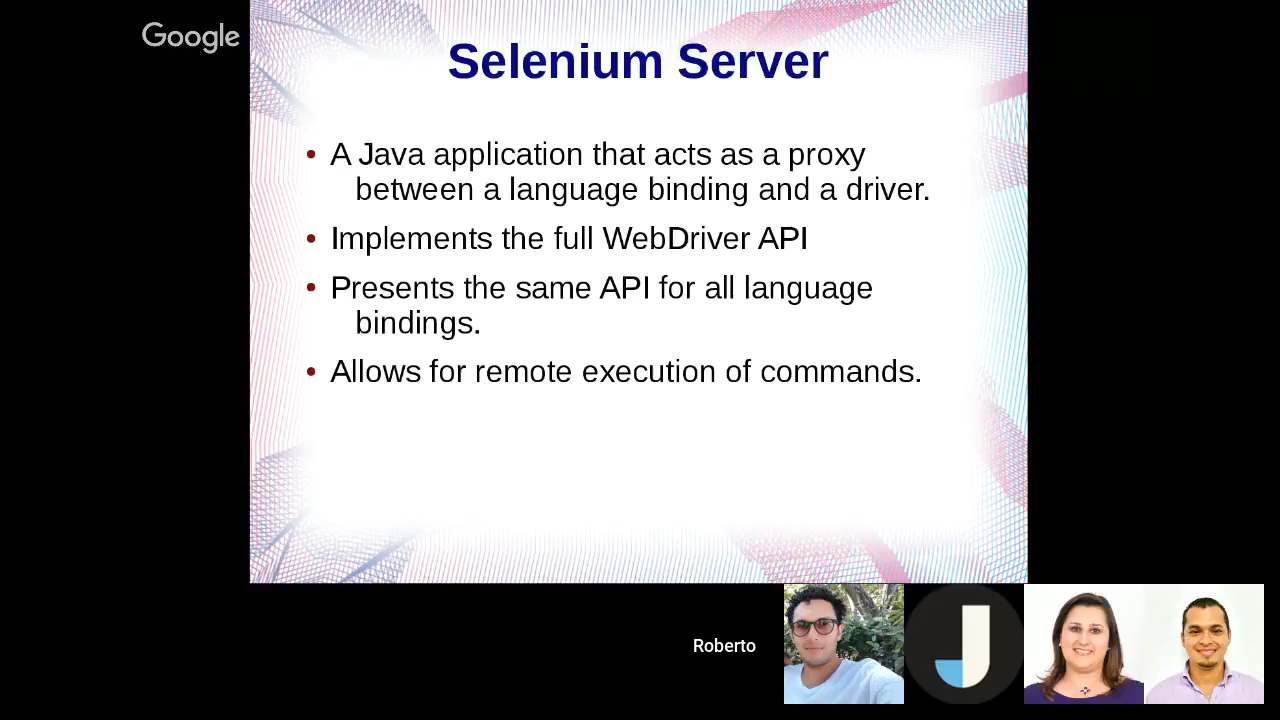 Google
Selenium Server
• A Java application that acts as a proxy
between a language binding and a driver.
• Implements the full WebDriver API
• Presents the same API for all language
bindings.
• Allows for remote execution of commands.
Roberto
J